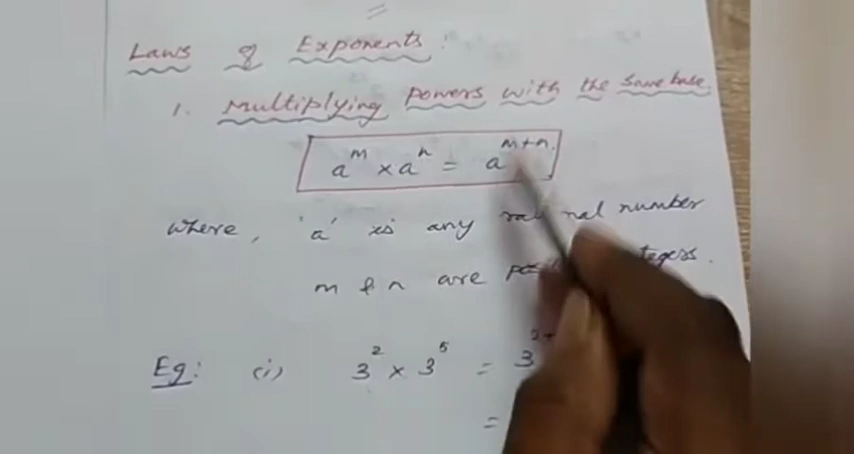 Laws of Exponents:
1. Multiplying powers with the same base.
a^m × a^n = a^m+n.
where, 'a' is any number
m & n are
Eg: (i) 3^2 × 3^5 = 3
=